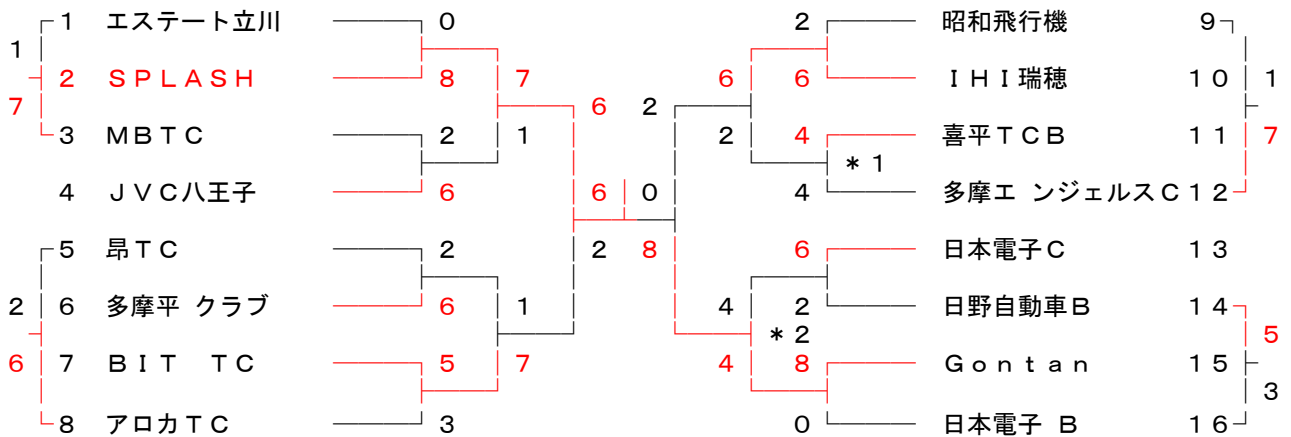 1 エステート立川 0 2 昭和飛行機 9
1
2 ＳＰＬＡＳＨ 8 7 6 6 ＩＨＩ瑞穂 １０ 1
7 6 2
3 ＭＢＴＣ 2 1 2 4 喜平ＴＣＢ １１ 7
＊1
4 ＪＶＣ八王子 6 6 0 4 多摩エ ンジェルスＣ １２
5 昂ＴＣ 2 2 8 6 日本電子Ｃ １３
2 6 多摩平 クラブ 6 1 4 2 日野自動車Ｂ １４
＊2 5
6 7 ＢＩＴ ＴＣ 5 7 4 8 Ｇｏｎｔａｎ １５
3
8 アロカＴＣ 3 0 日本電子 Ｂ １６